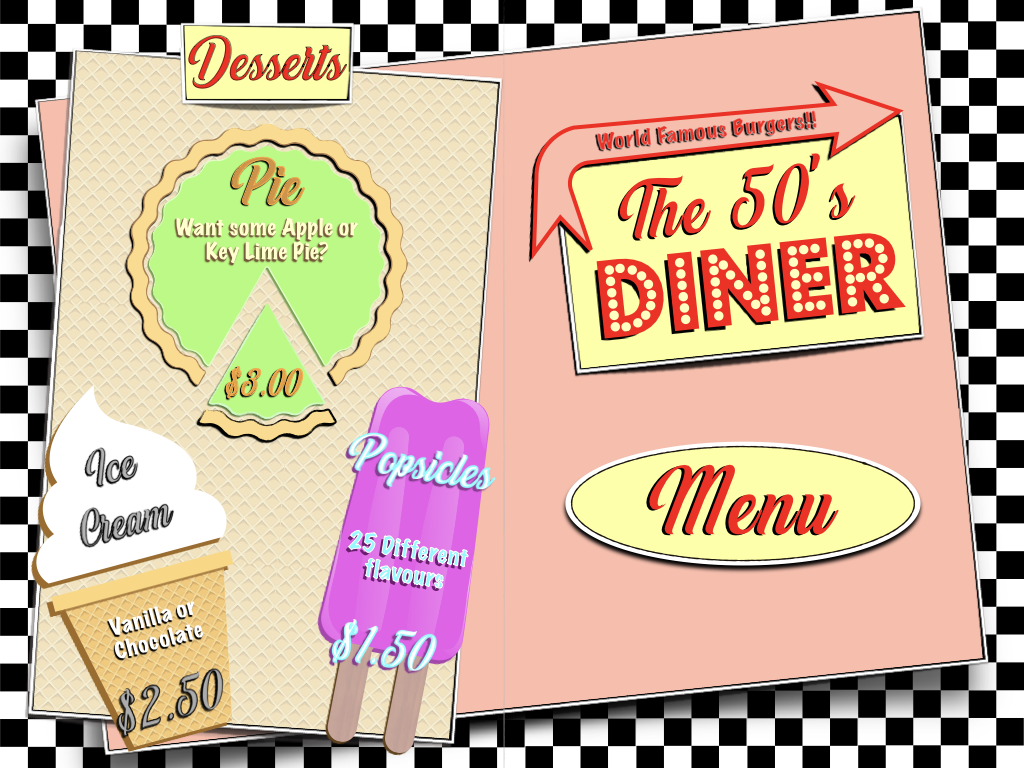 Desserts
Pie
Want some Apple or
Key Lime Pie?
$3.00
Ice
Cream
Vanilla or
Chocolate
$2.50
Popsicles
25 Different
flavours
$1.50
World Famous Burgers!!
The 50's
DINER
Menu